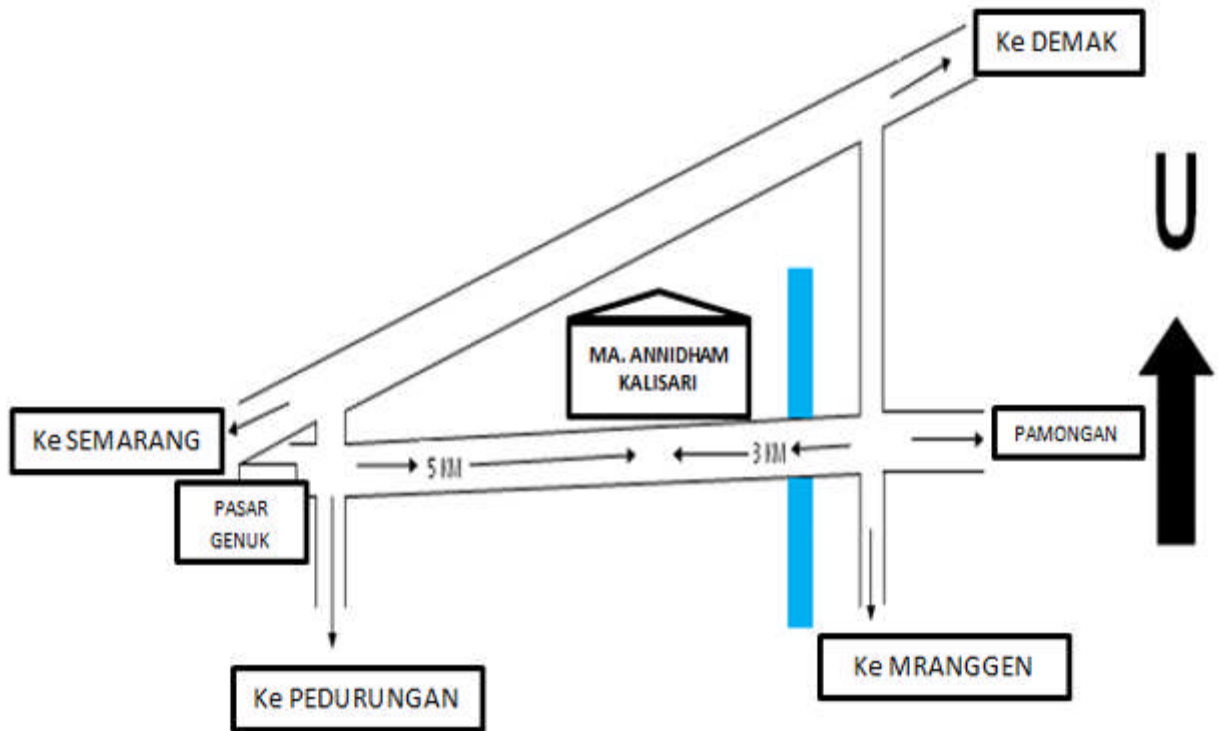 Ke DEMAK
U
MA. ANNIDHAM
KALISARI
Ke SEMARANG
PAMONGAN
5 KM
3 KM
PASAR
GENUK
Ke MRANGGEN
Ke PEDURUNGAN